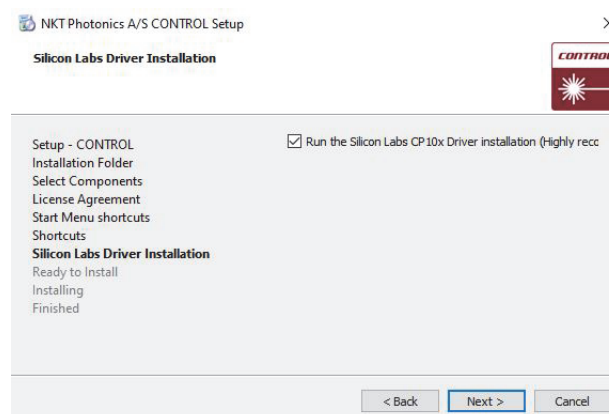 NKT Photonics A/S CONTROL Setup
Silicon Labs Driver Installation
CONTROL
Setup - CONTROL
Installation Folder
Select Components
License Agreement
Start Menu shortcuts
Shortcuts
Silicon Labs Driver Installation
Ready to Install
Installing
Finished
Run the Silicon Labs CP10x Driver installation (Highly recc
< Back
Next >
Cancel